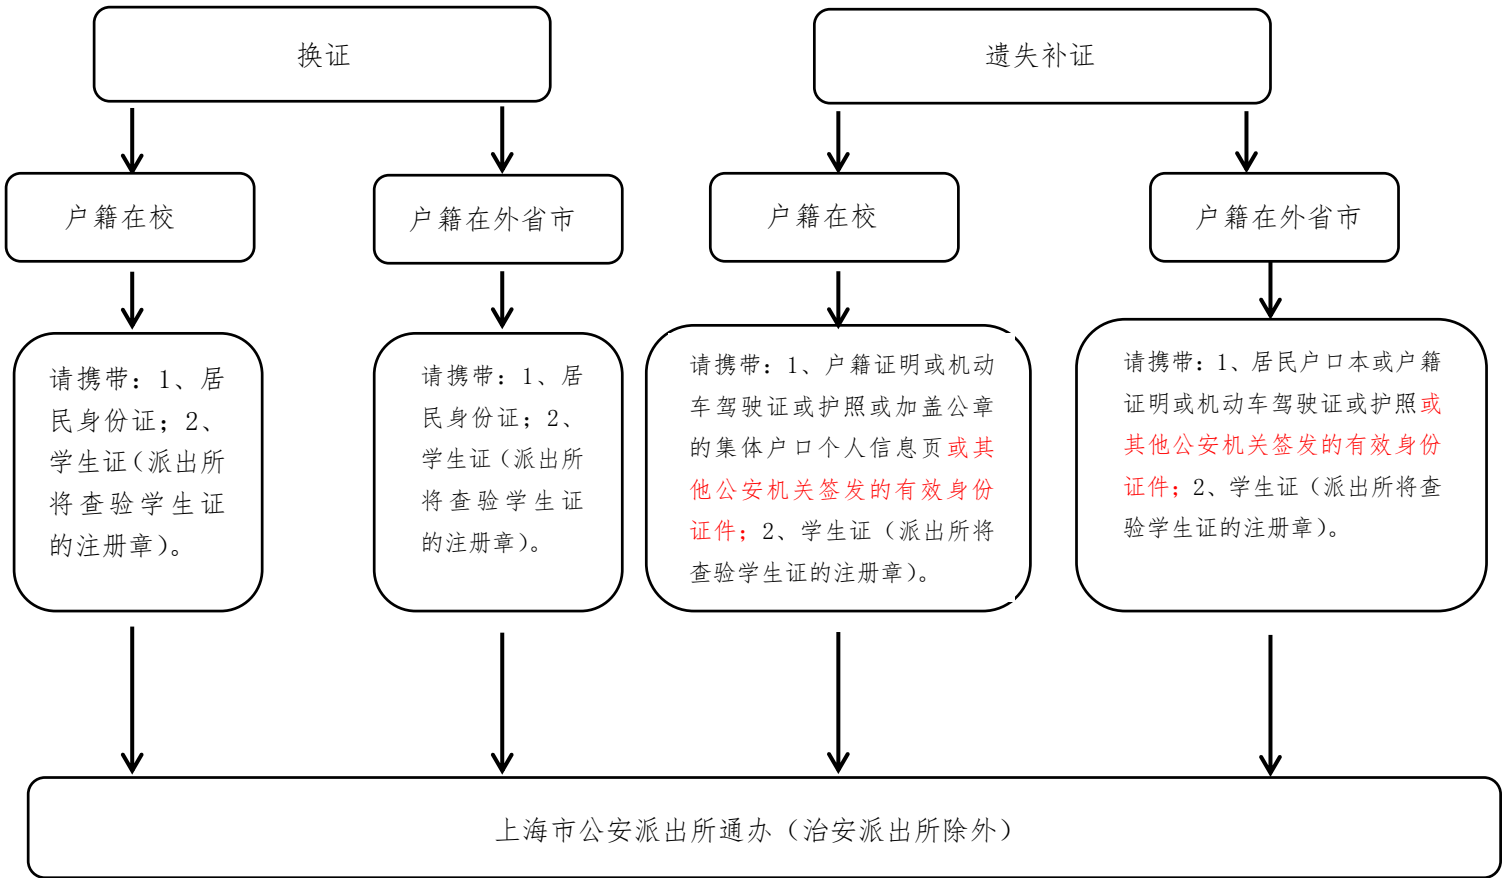 换证
遗失补证
户籍在校
户籍在外省市
户籍在校
户籍在外省市
请携带：1、居
民身份证；2、
学生证（派出所
将查验学生证
的注册章）。
请携带：1、居
民身份证；2、
学生证（派出所
将查验学生证
的注册章）。
请携带：1、户籍证明或机动
车驾驶证或护照或加盖公章
的集体户口个人信息页或其
他公安机关签发的有效身份
证件；2、学生证（派出所将
查验学生证的注册章）。
请携带：1、居民户口本或户籍
证明或机动车驾驶证或护照或
其他公安机关签发的有效身份
证件；2、学生证（派出所将查
验学生证的注册章）。
上海市公安派出所通办（治安派出所除外）